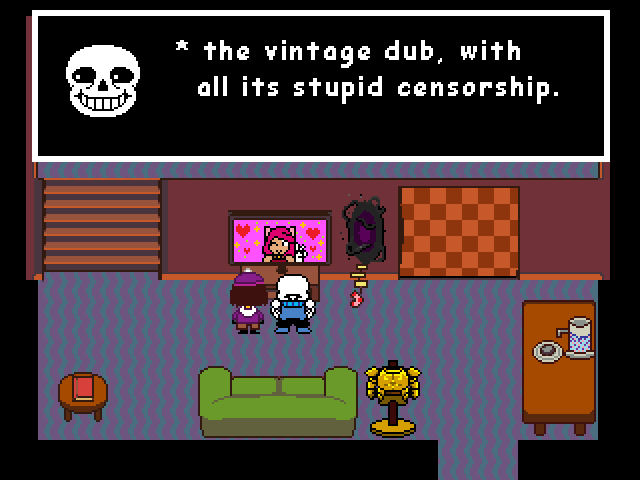 * the vintage dub, with
all its stupid censorship.